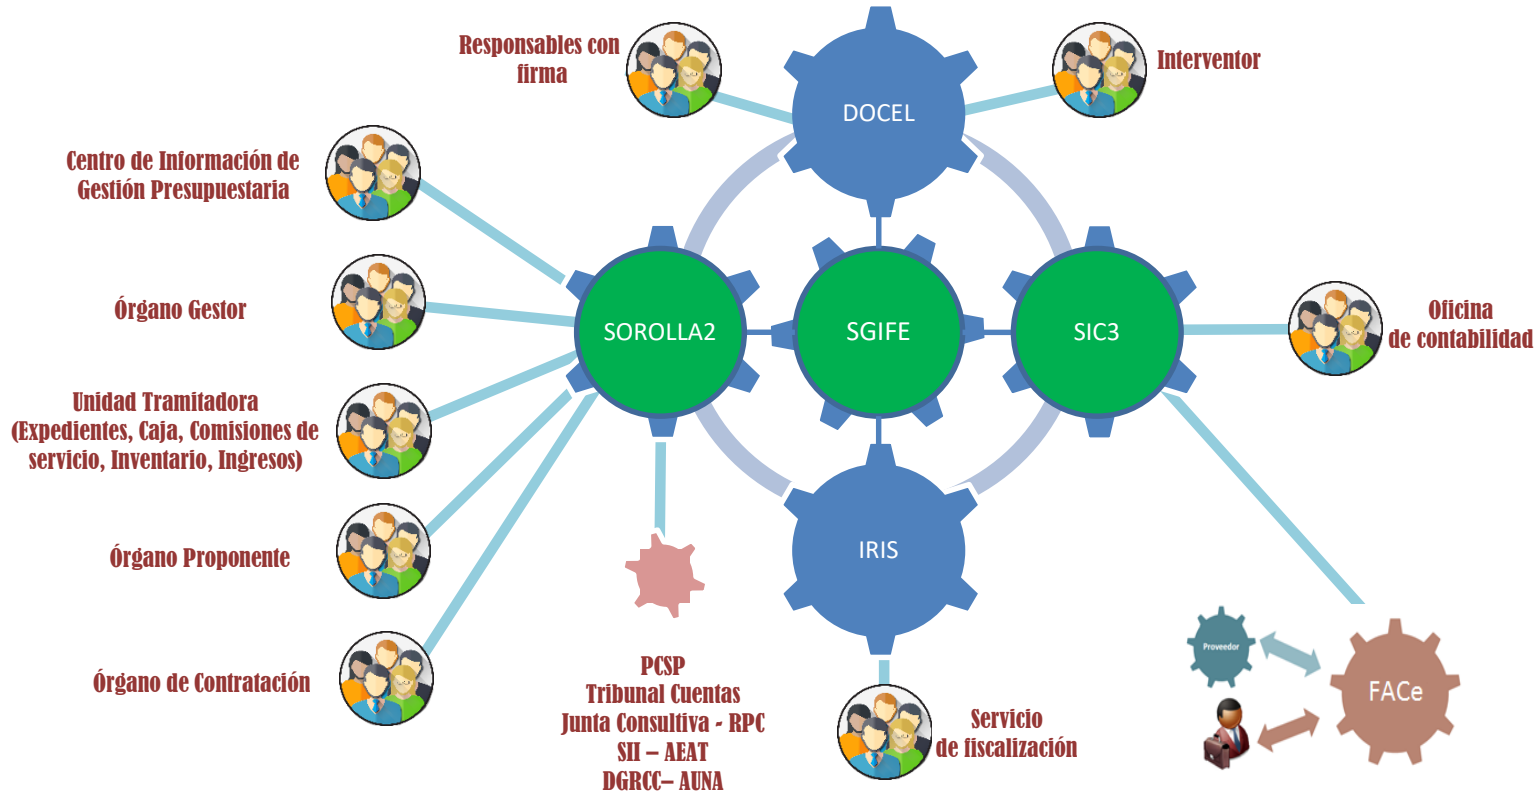 Responsables con
firma
DOCEL
Interventor
Centro de Información de
Gestión Presupuestaria
Órgano Gestor
SOROLLA2
SGIFE
SIC3
Oficina
de contabilidad
Unidad Tramitadora
(Expedientes, Caja, Comisiones de
servicio, Inventario, Ingresos)
Órgano Proponente
IRIS
Órgano de Contratación
PCSP
Tribunal Cuentas
Junta Consultiva - RPC
SII – AEAT
DGRCC– AUNA
Servicio
de fiscalización
Proveedor
FACe